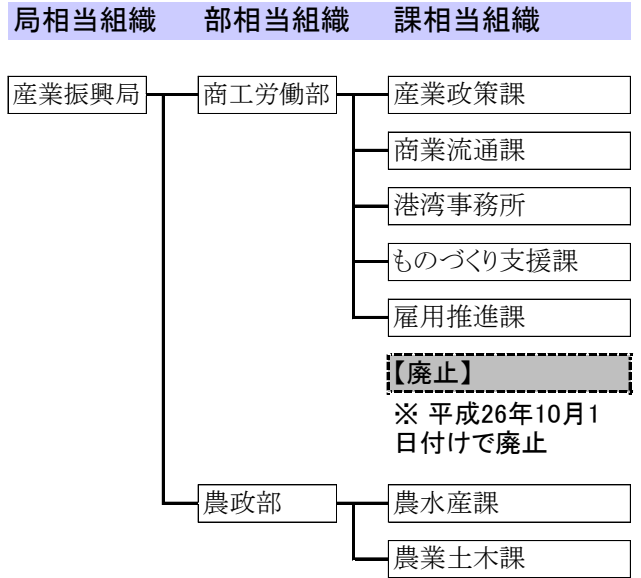 局相当組織 部相当組織 課相当組織
産業振興局 商工労働部 産業政策課
商業流通課
港湾事務所
ものづくり支援課
雇用推進課
【廃止】
※ 平成26年10月1
日付けで廃止
農政部 農水産課
農業土木課